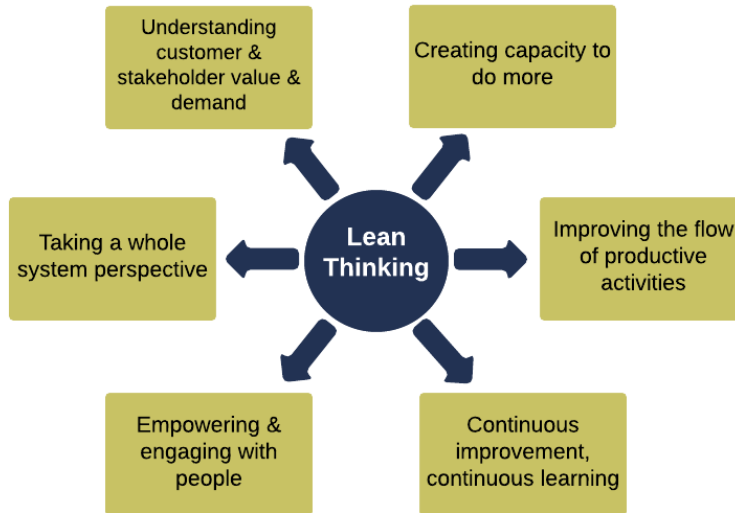 Understanding
customer &
stakeholder value &
demand
Creating capacity to
do more
Taking a whole
system perspective
Lean
Thinking
Improving the flow
of productive
activities
Empowering &
engaging with
people
Continuous
improvement,
continuous learning